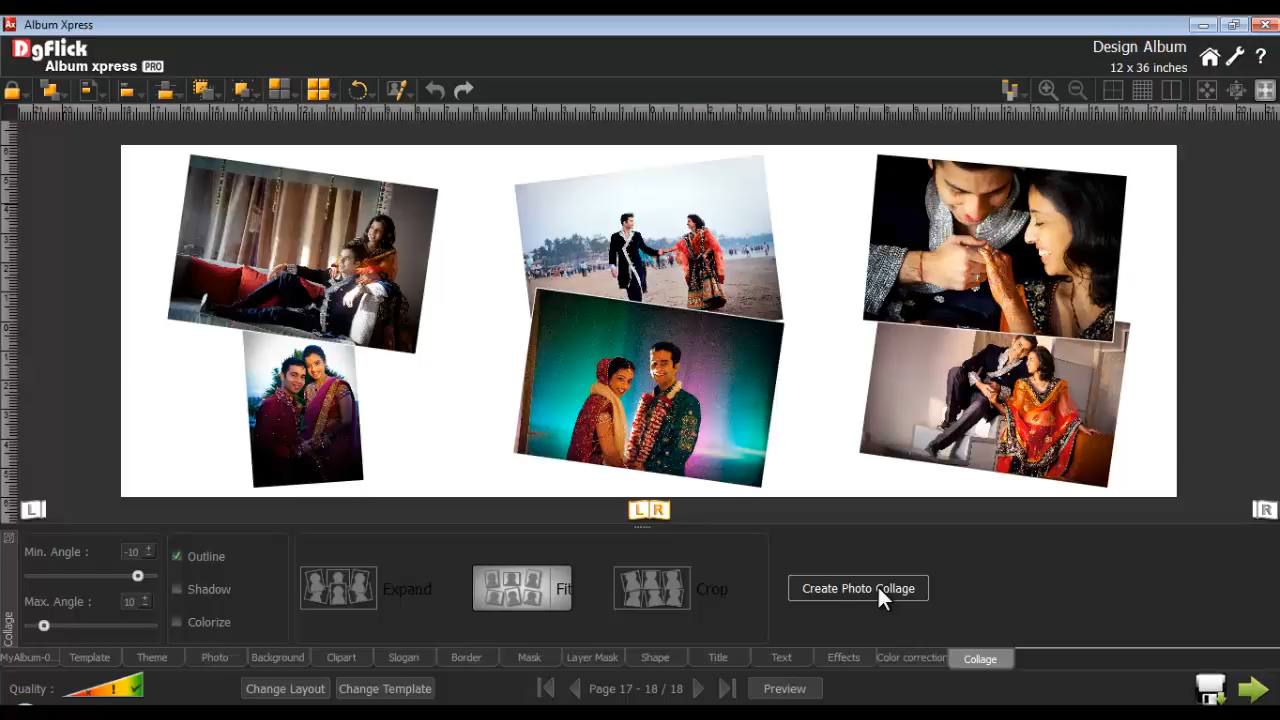 Album Xpress
DgFlick
Album xpress PRO
Design Album
12 x 36 inches
L
L R
R
Min. Angle :
-10
Max. Angle :
10
Outline
Shadow
Colorize
Expand
Fit
Crop
Create Photo Collage
Collage
MyAlbum-0... Template Theme Photo Background Clipart Slogan Border Mask Layer Mask Shape Title Text Effects Color correction Collage
Quality :
Change Layout
Change Template
Page 17 - 18 / 18
Preview